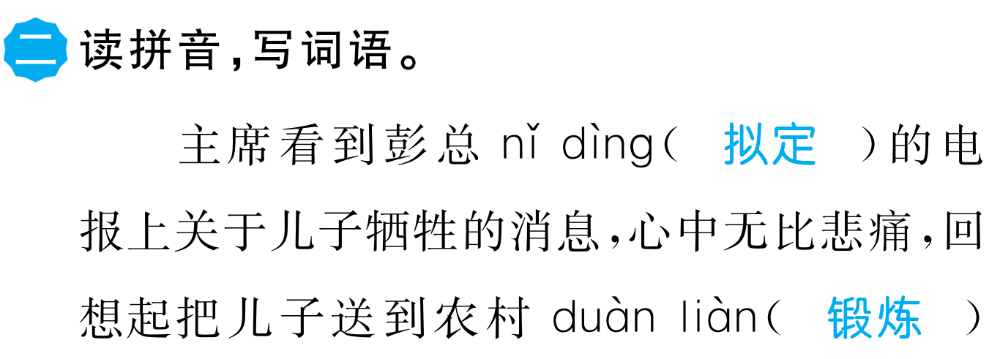 二 读拼音,写词语。
主席看到彭总 nǐ dìng( 拟定 )的电
报上关于儿子牺牲的消息,心中无比悲痛,回
想起把儿子送到农村 duàn liàn( 锻炼 )